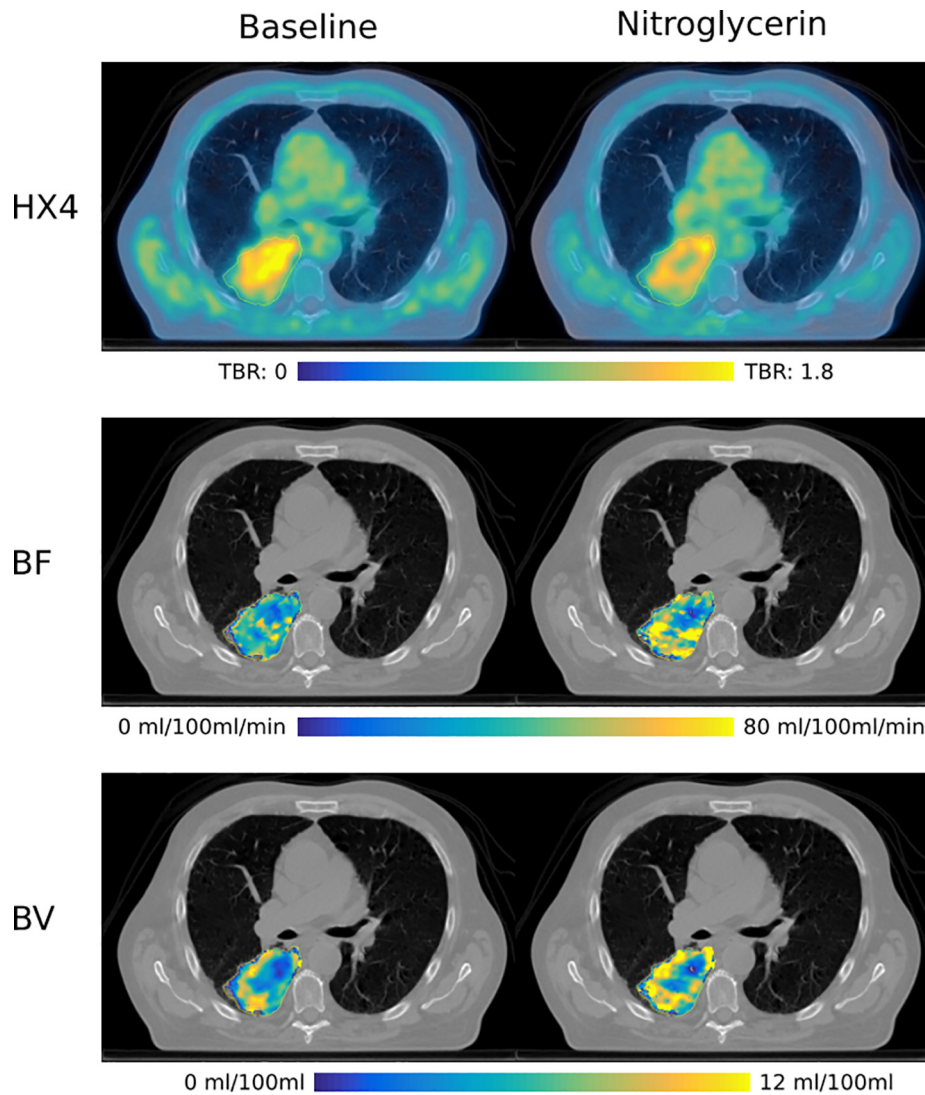 Baseline Nitroglycerin
HX4
TBR: 0 TBR: 1.8
BF
0 ml/100ml/min 80 ml/100ml/min
BV
0 ml/100ml 12 ml/100ml